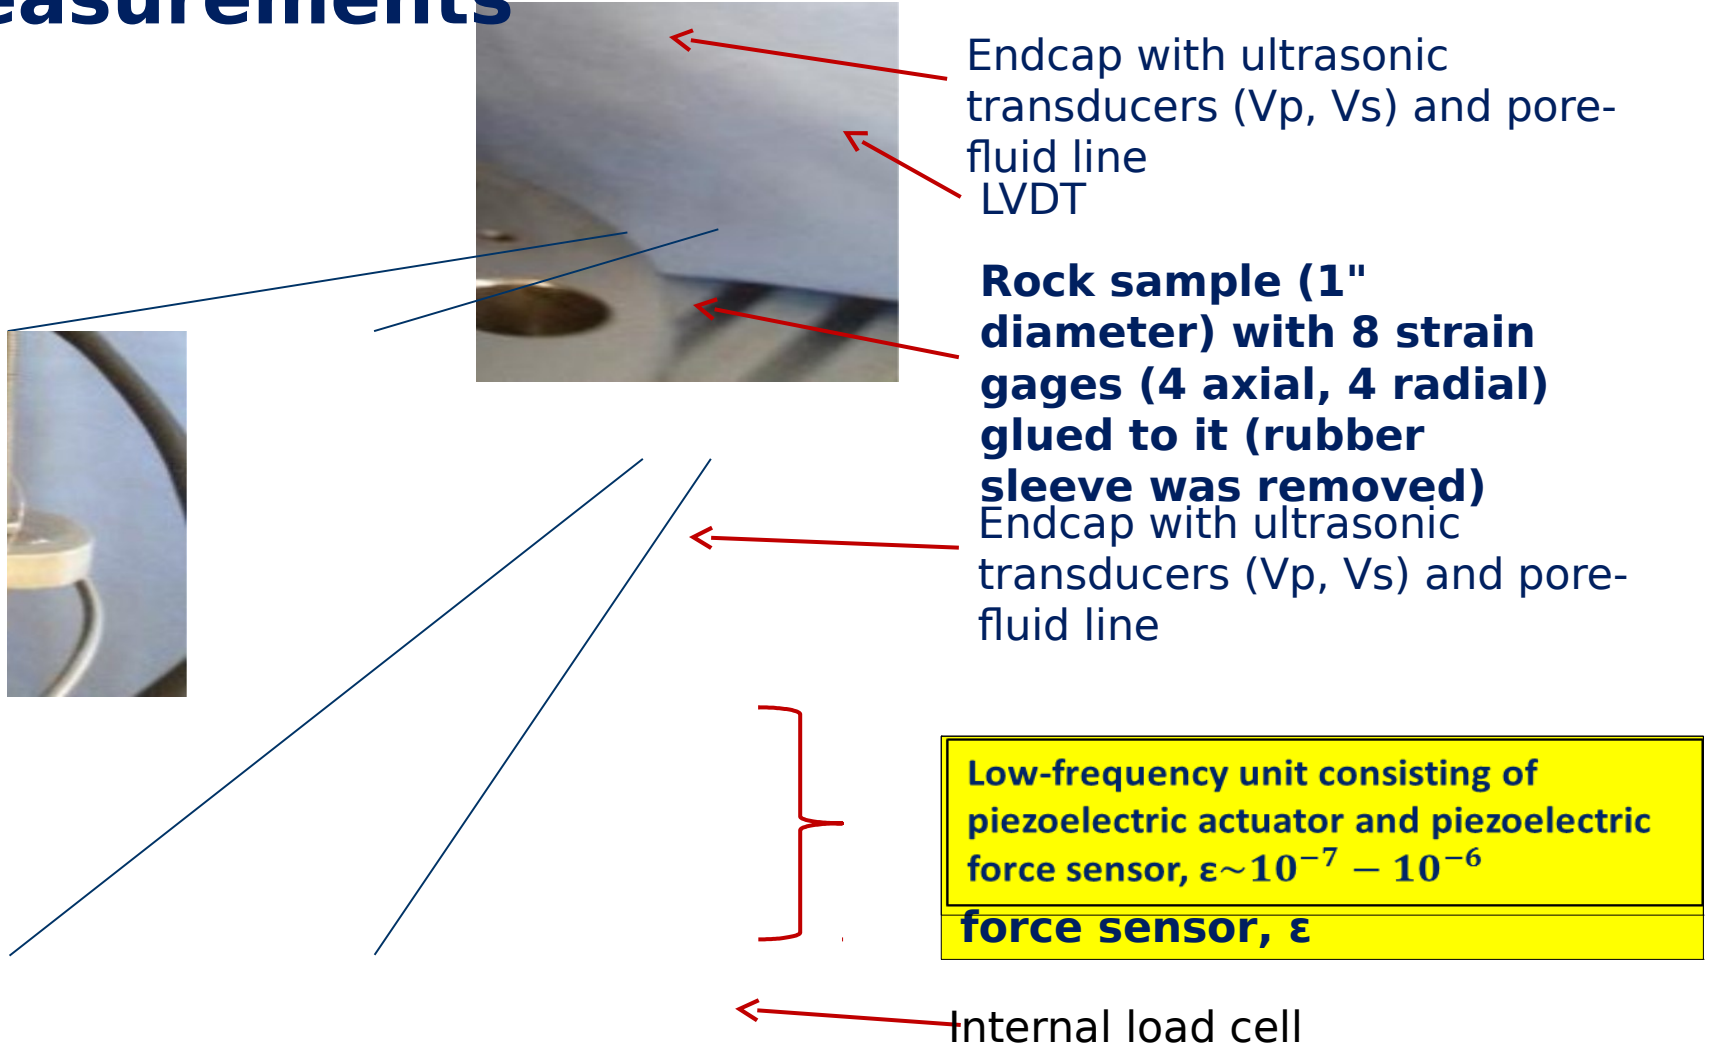 easurements
Endcap with ultrasonic
transducers (Vp, Vs) and pore-
fluid line
LVDT
Rock sample (1"
diameter) with 8 strain
gages (4 axial, 4 radial)
glued to it (rubber
sleeve was removed)
Endcap with ultrasonic
transducers (Vp, Vs) and pore-
fluid line
Low-frequency unit consisting of
piezoelectric actuator and piezoelectric
force sensor, ε~10⁻⁷ − 10⁻⁶
force sensor, ε
Internal load cell